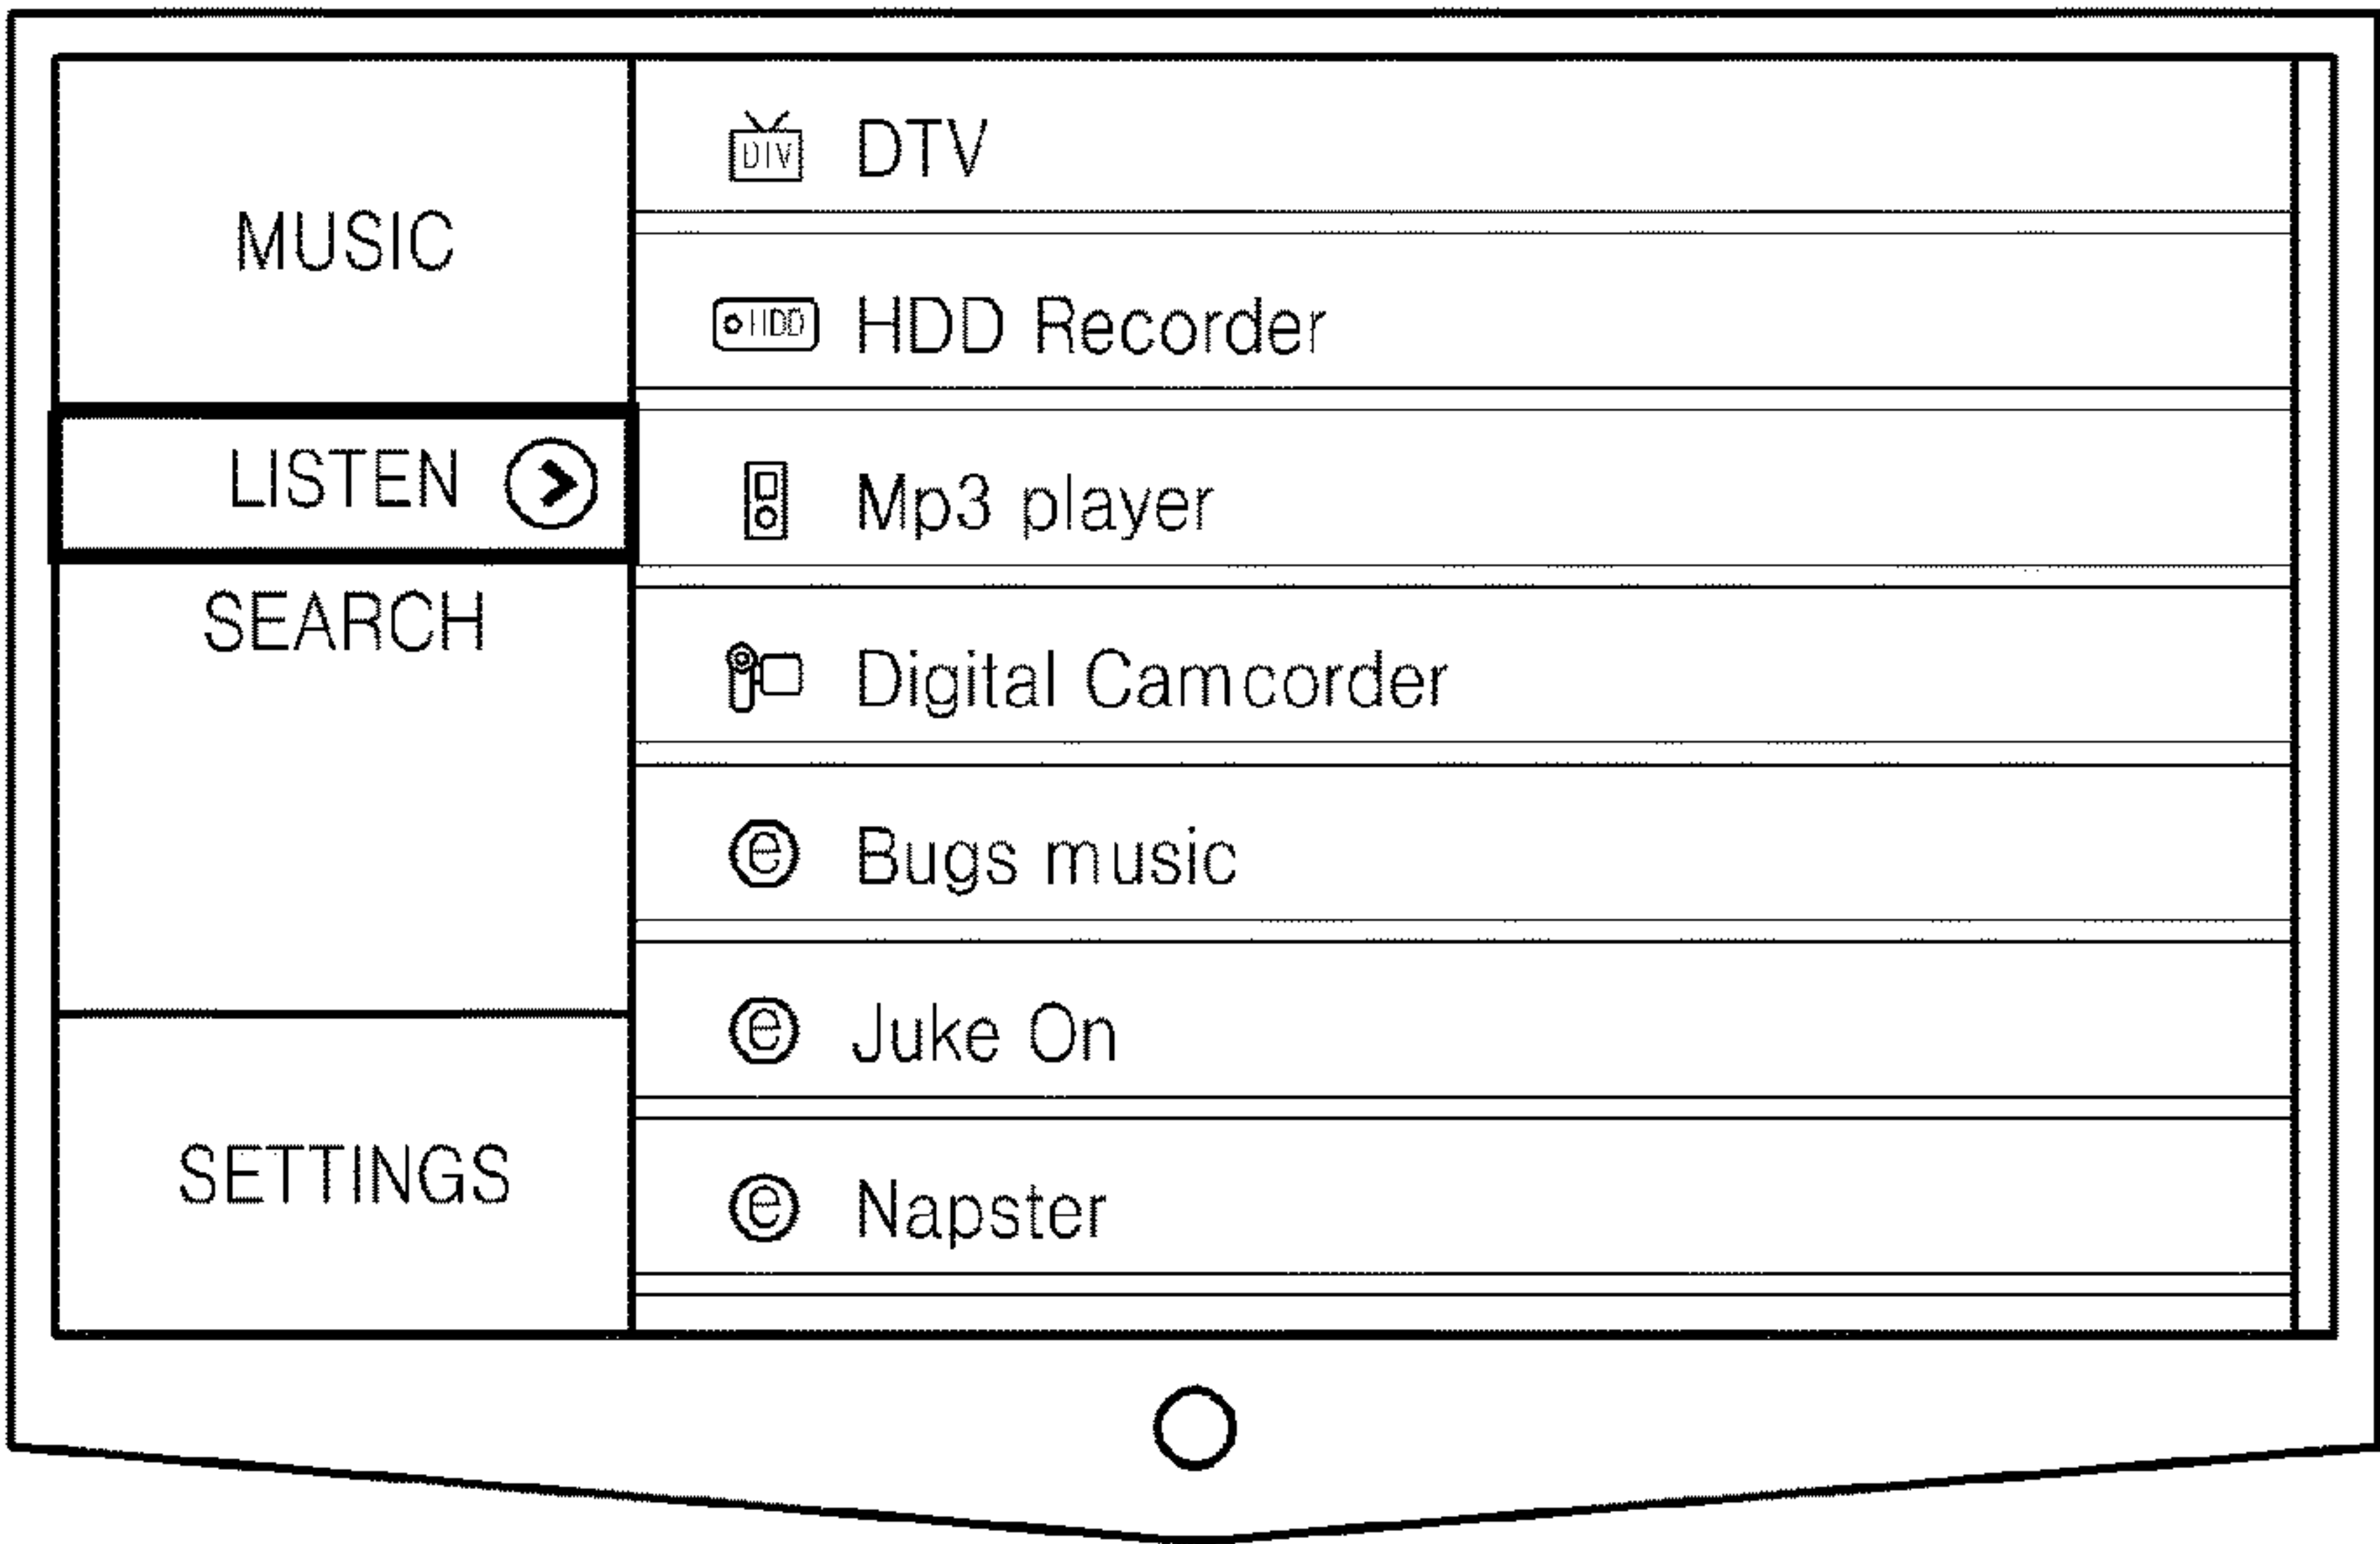 MUSIC
LISTEN
SEARCH
SETTINGS
DTV DTV
HDD HDD Recorder
Mp3 player
Digital Camcorder
e Bugs music
e Juke On
e Napster